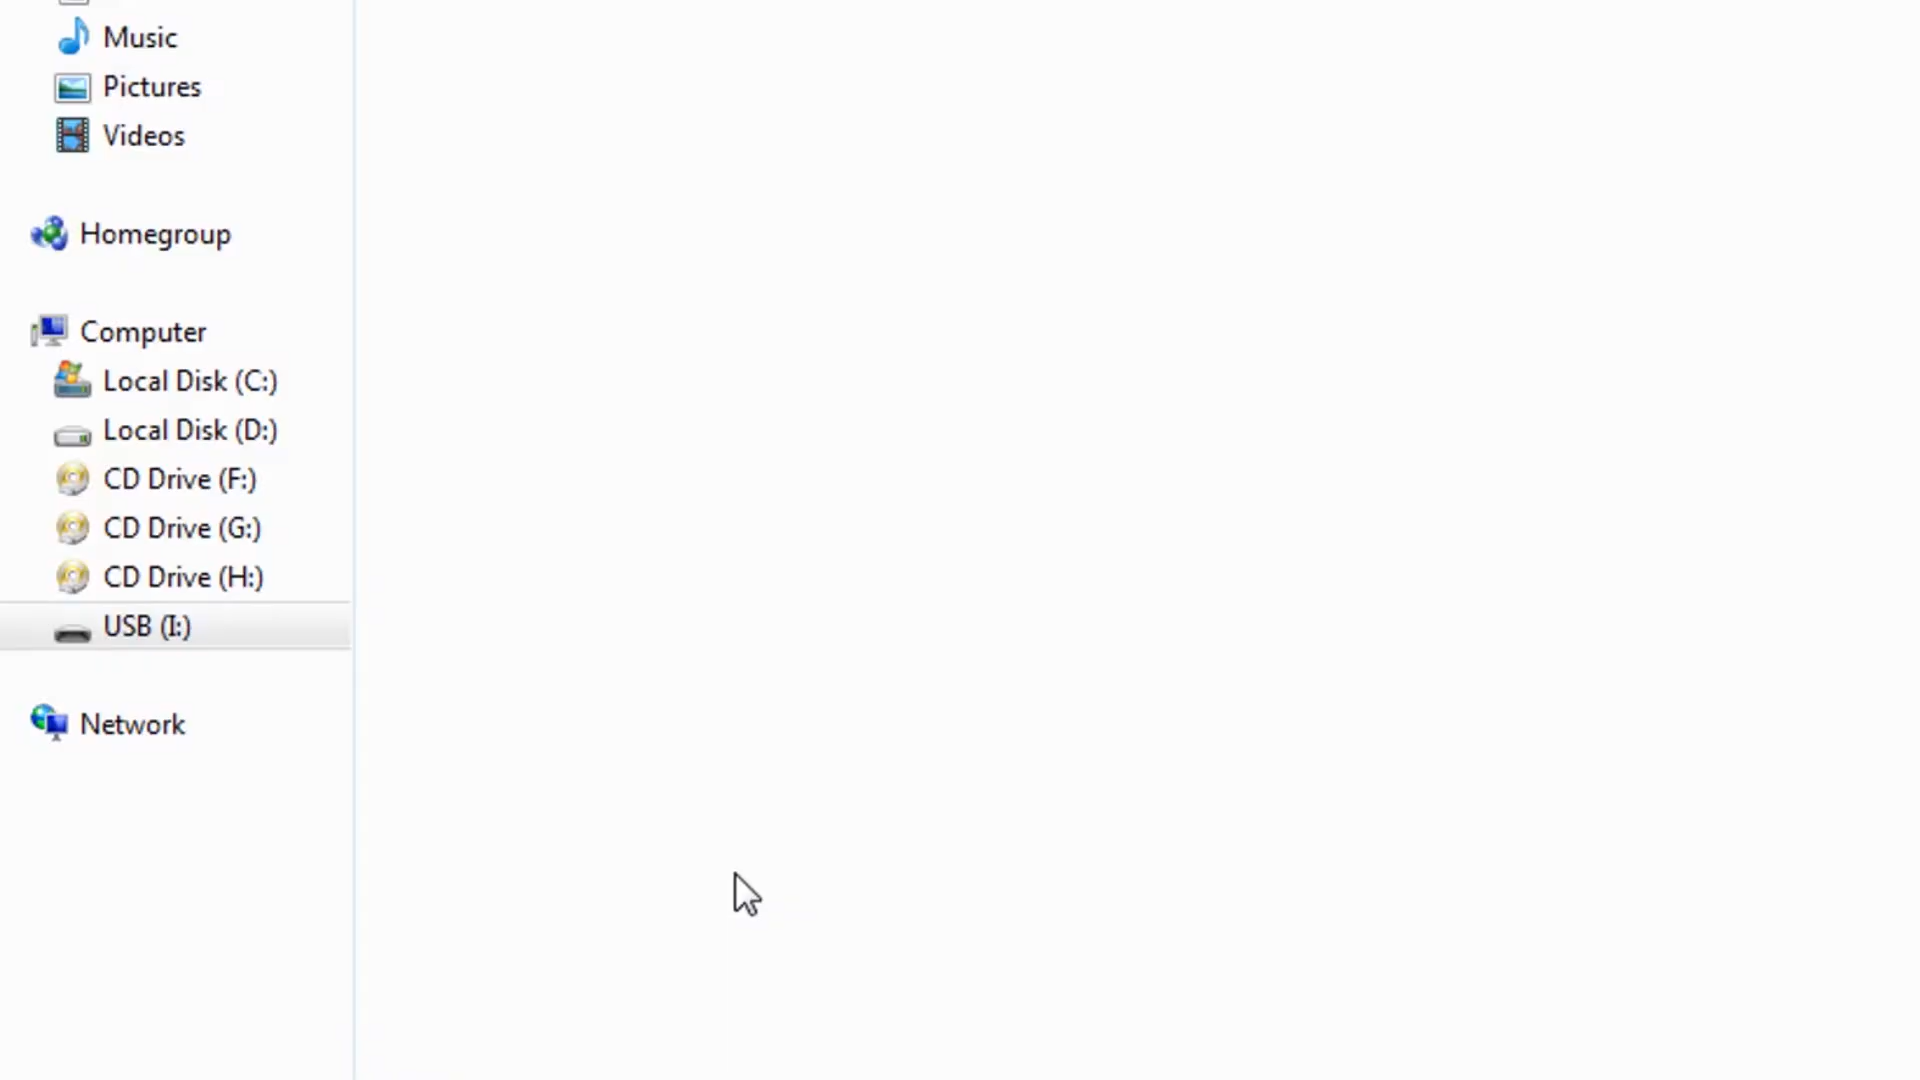 Music
Pictures
Videos
Homegroup
Computer
Local Disk (C:)
Local Disk (D:)
CD Drive (F:)
CD Drive (G:)
CD Drive (H:)
USB (I:)
Network